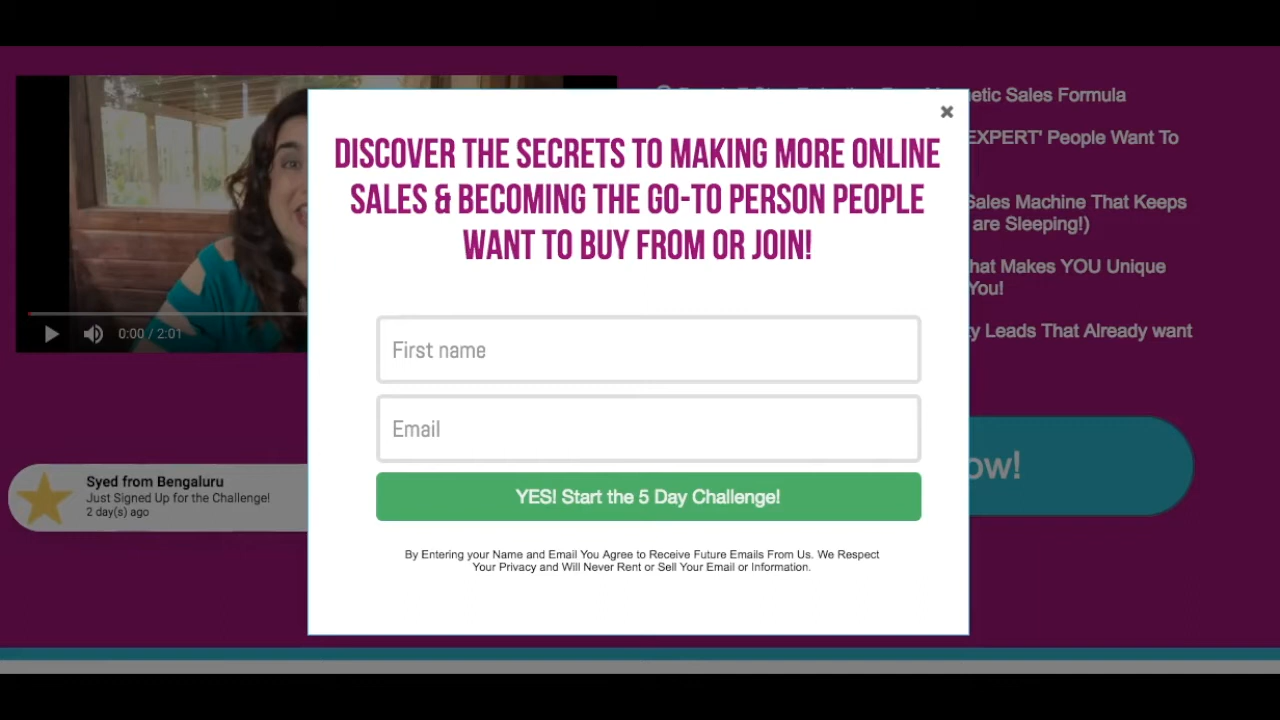 etic Sales Formula
EXPERT' People Want To
Sales Machine That Keeps
are Sleeping!)
hat Makes YOU Unique
You!
y Leads That Already want
ow!
DISCOVER THE SECRETS TO MAKING MORE ONLINE
SALES & BECOMING THE GO-TO PERSON PEOPLE
WANT TO BUY FROM OR JOIN!
First name
Email
YES! Start the 5 Day Challenge!
By Entering your Name and Email You Agree to Receive Future Emails From Us. We Respect
Your Privacy and Will Never Rent or Sell Your Email or Information.
0:00 / 2:01
Syed from Bengaluru
Just Signed Up for the Challenge!
2 day(s) ago